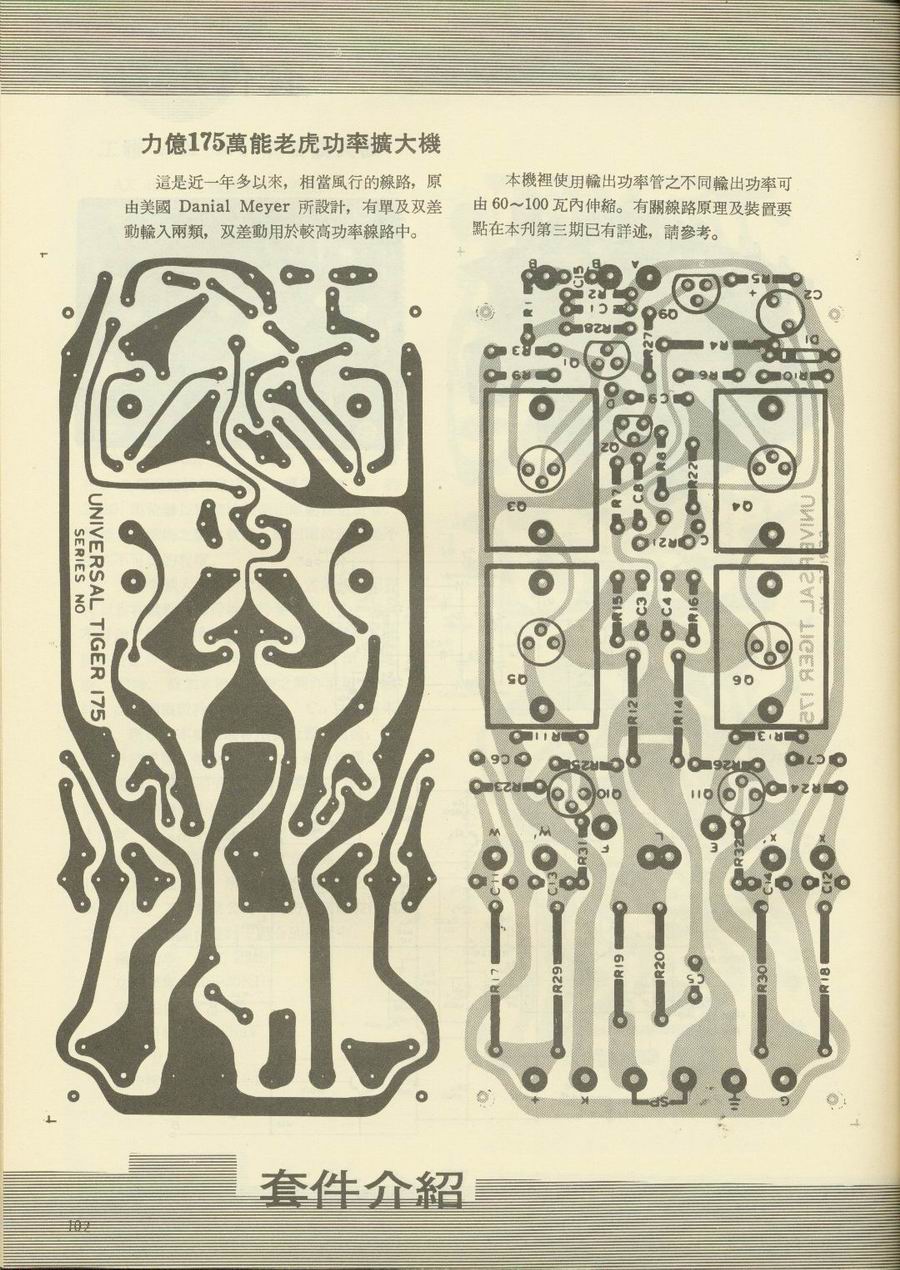 力億175萬能老虎功率擴大機
這是近一年多以來，相當風行的線路，原
由美國 Danial Meyer 所設計，有單及双差
動輸入兩類，双差動用於較高功率線路中。
本機裡使用輸出功率管之不同輸出功率可
由 60～100 瓦內伸縮。有關線路原理及裝置要
點在本刋第三期已有詳述，請參考。
UNIVERSAL TIGER 175
SERIES NO
B
B
A
C15
R1
R2
C1
R28
R27
Q9
R5
C2
+
R3
R9
Q1
R4
D1
R6
R10
C9
D
Q2
Q3
R7
C8
R8
R22
R21
C
Q4
UNIVERSAL TIGER 175
R15
C3
C4
R16
Q5
R12
R14
Q6
R11
R13
C6
R25
R26
C7
R23
Q10
Q11
R24
W
W'
R31
F
L
E
R32
X'
X
C11
C13
C14
C12
R17
R29
R19
R20
C5
R30
R18
+
K
SP
G
套件介紹
102